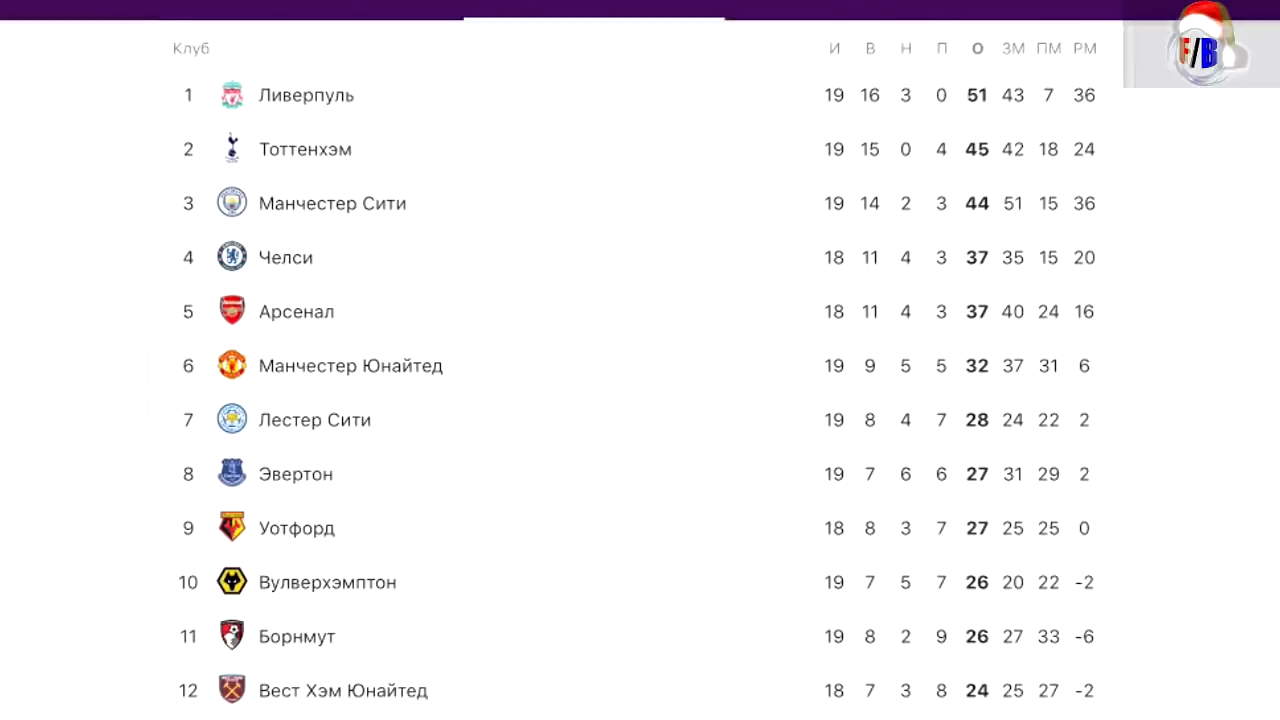 Клуб И В Н П О ЗМ ПМ РМ
1 Ливерпуль 19 16 3 0 51 43 7 36
2 Тоттенхэм 19 15 0 4 45 42 18 24
3 Манчестер Сити 19 14 2 3 44 51 15 36
4 Челси 18 11 4 3 37 35 15 20
5 Арсенал 18 11 4 3 37 40 24 16
6 Манчестер Юнайтед 19 9 5 5 32 37 31 6
7 Лестер Сити 19 8 4 7 28 24 22 2
8 Эвертон 19 7 6 6 27 31 29 2
9 Уотфорд 18 8 3 7 27 25 25 0
10 Вулверхэмптон 19 7 5 7 26 20 22 -2
11 Борнмут 19 8 2 9 26 27 33 -6
12 Вест Хэм Юнайтед 18 7 3 8 24 25 27 -2
F/B